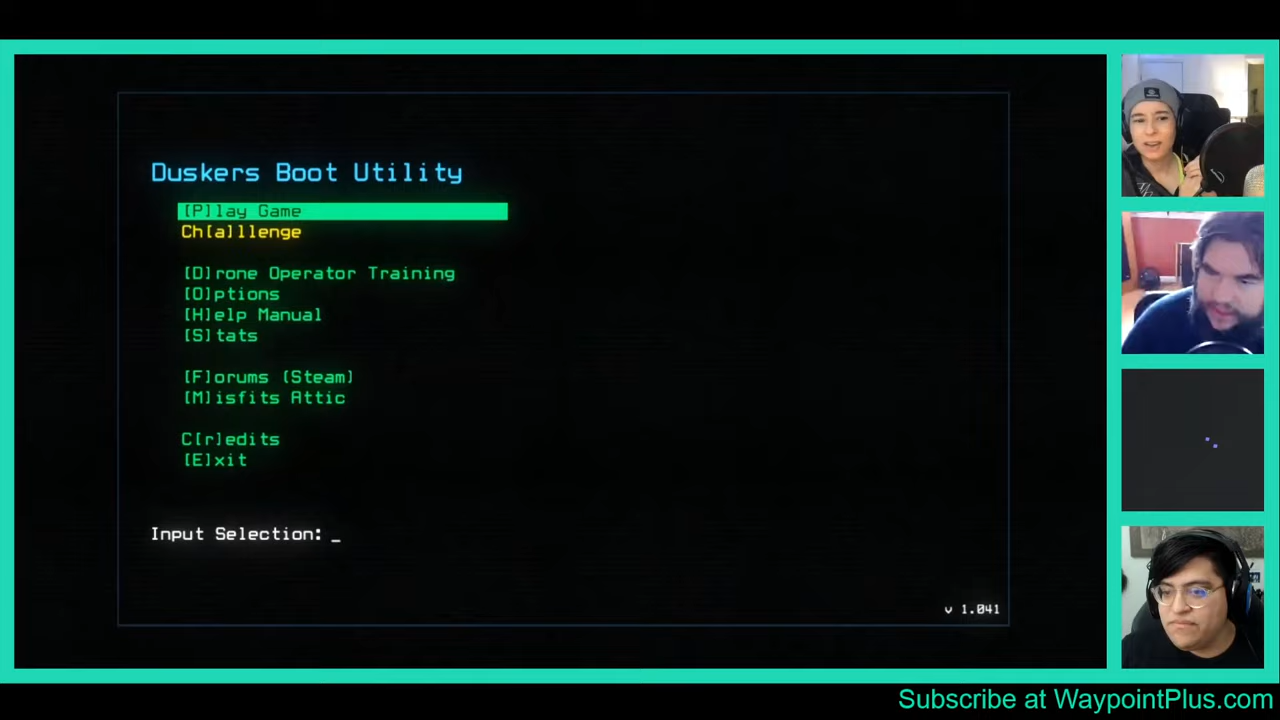 Duskers Boot Utility
[P]lay Game
Ch[a]llenge
[D]rone Operator Training
[O]ptions
[H]elp Manual
[S]tats
[F]orums (Steam)
[M]isfits Attic
C[r]edits
[E]xit
Input Selection: _
v 1.041
Subscribe at WaypointPlus.com